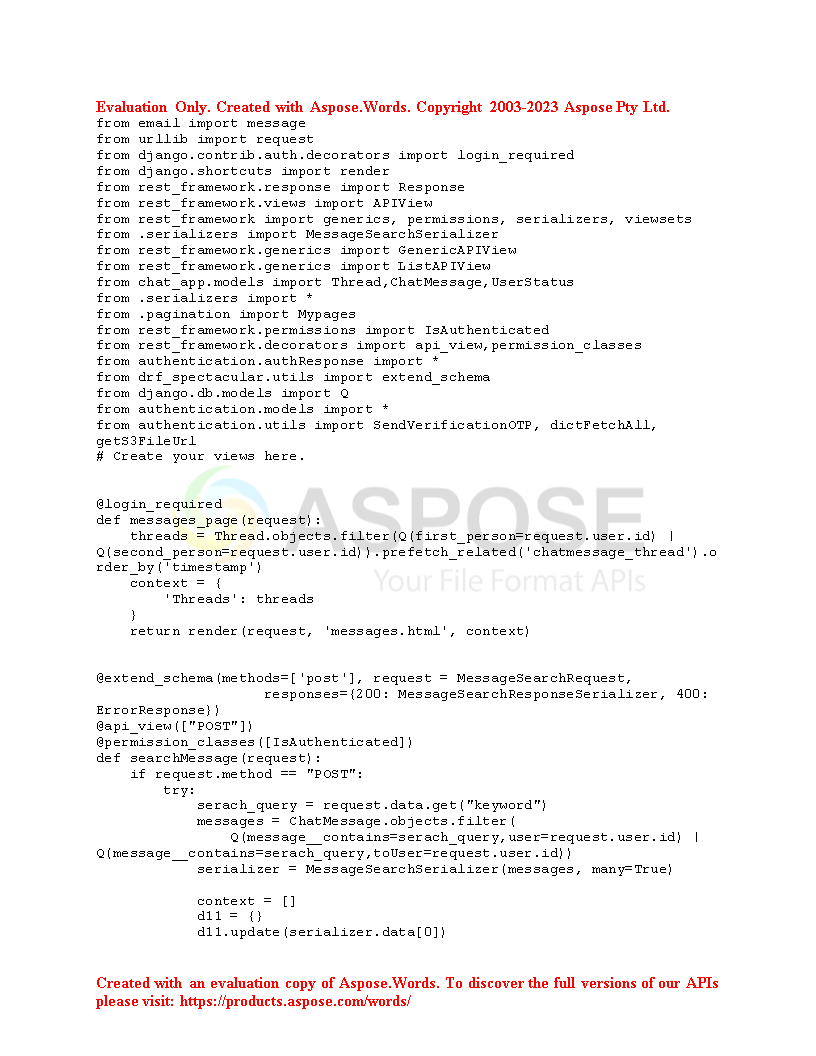 Evaluation Only. Created with Aspose.Words. Copyright 2003-2023 Aspose Pty Ltd.
from email import message
from urllib import request
from django.contrib.auth.decorators import login_required
from django.shortcuts import render
from rest_framework.response import Response
from rest_framework.views import APIView
from rest_framework import generics, permissions, serializers, viewsets
from .serializers import MessageSearchSerializer
from rest_framework.generics import GenericAPIView
from rest_framework.generics import ListAPIView
from chat_app.models import Thread,ChatMessage,UserStatus
from .serializers import *
from .pagination import Mypages
from rest_framework.permissions import IsAuthenticated
from rest_framework.decorators import api_view,permission_classes
from authentication.authResponse import *
from drf_spectacular.utils import extend_schema
from django.db.models import Q
from authentication.models import *
from authentication.utils import SendVerificationOTP, dictFetchAll,
getS3FileUrl
# Create your views here.
@login_required
def messages_page(request):
    threads = Thread.objects.filter(Q(first_person=request.user.id) |
Q(second_person=request.user.id)).prefetch_related('chatmessage_thread').o
rder_by('timestamp')
    context = {
        'Threads': threads
    }
    return render(request, 'messages.html', context)
ASPOSE
Your File Format APIs
@extend_schema(methods=['post'], request = MessageSearchRequest,
                    responses={200: MessageSearchResponseSerializer, 400:
ErrorResponse})
@api_view(["POST"])
@permission_classes([IsAuthenticated])
def searchMessage(request):
    if request.method == "POST":
        try:
            serach_query = request.data.get("keyword")
            messages = ChatMessage.objects.filter(
                Q(message__contains=serach_query,user=request.user.id) |
Q(message__contains=serach_query,toUser=request.user.id))
            serializer = MessageSearchSerializer(messages, many=True)
            context = []
            d11 = {}
            d11.update(serializer.data[0])
Created with an evaluation copy of Aspose.Words. To discover the full versions of our APIs
please visit: https://products.aspose.com/words/